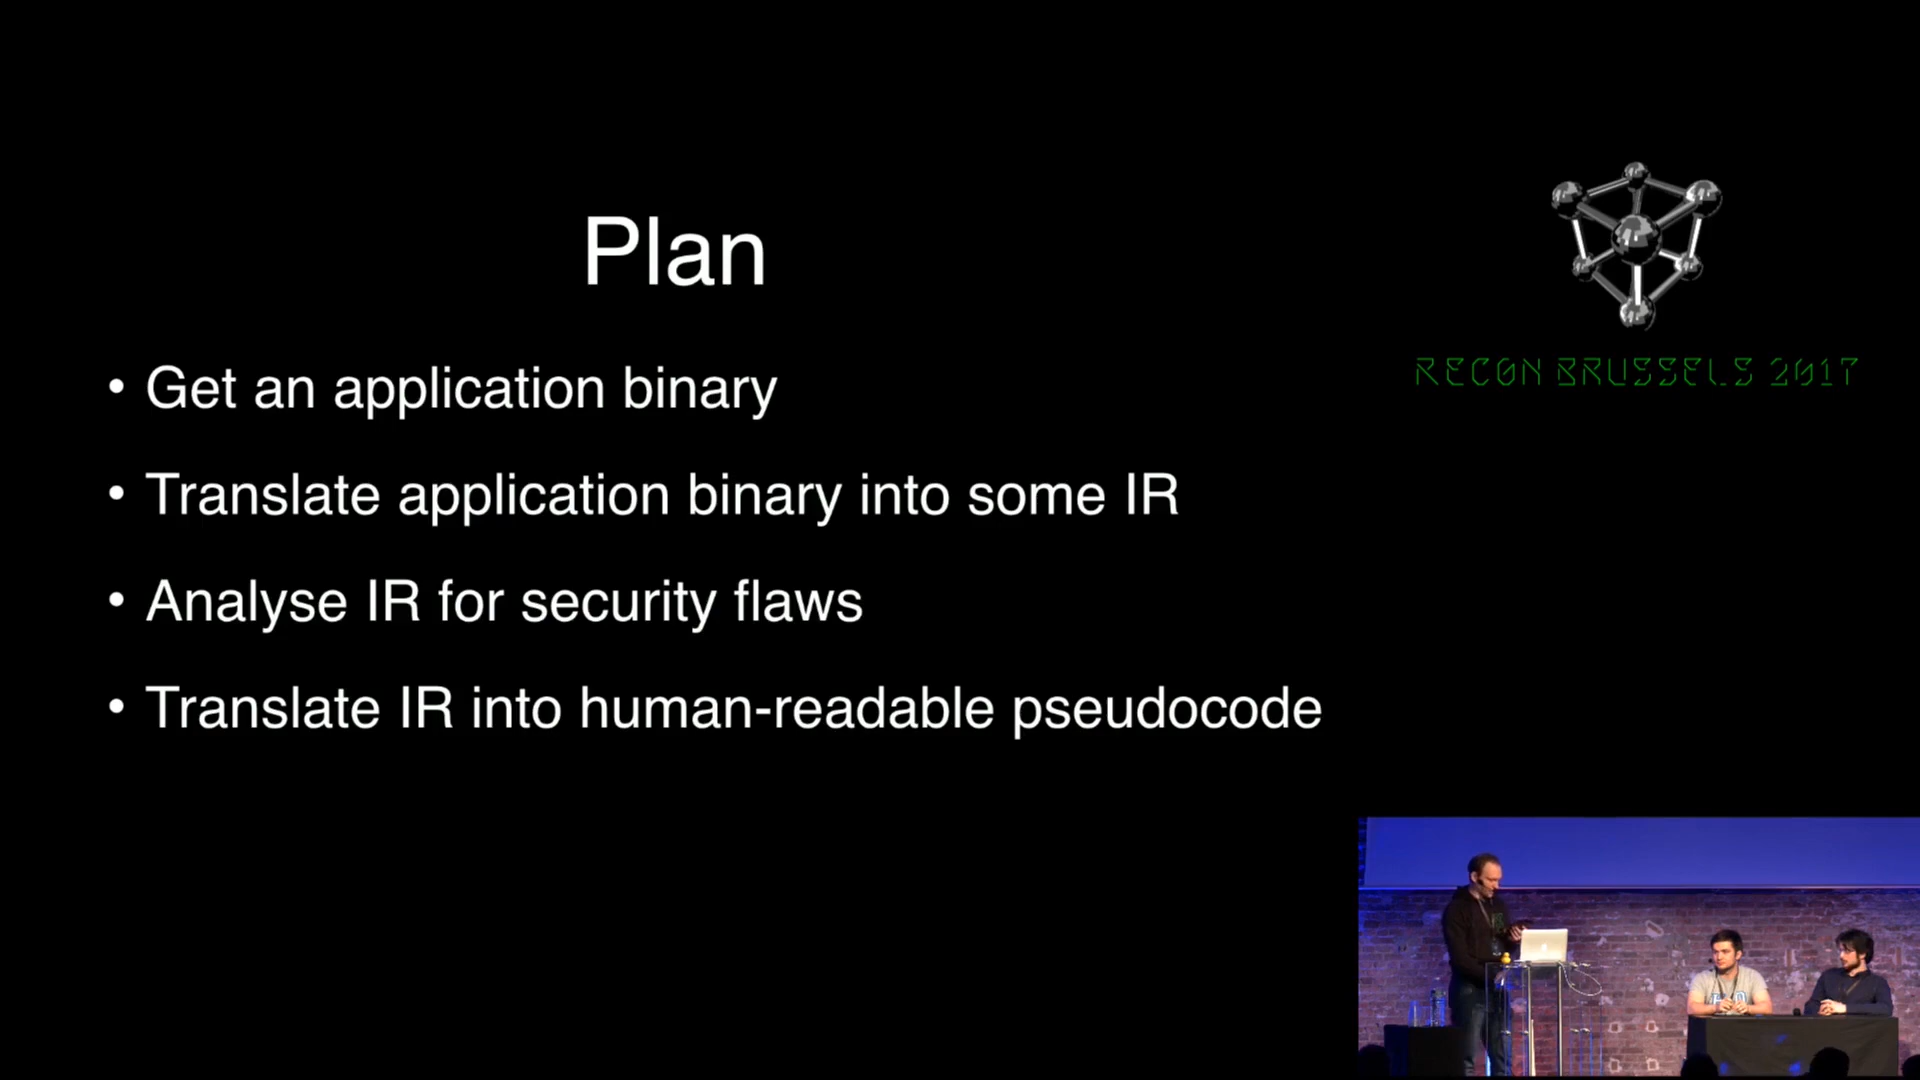 Plan
• Get an application binary
• Translate application binary into some IR
• Analyse IR for security flaws
• Translate IR into human-readable pseudocode
RECON BRUSSELS 2017